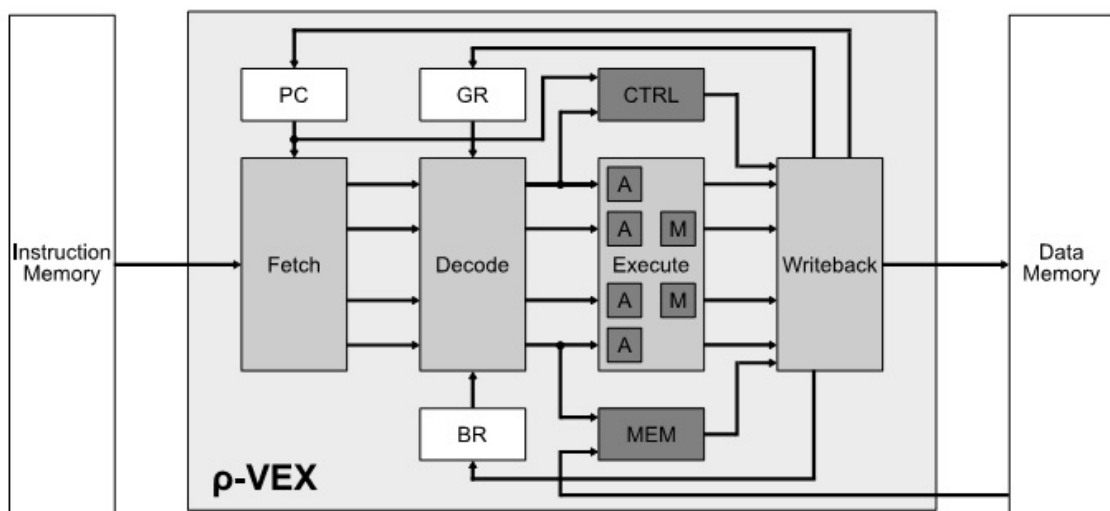 PC
GR
CTRL
Instruction
Memory
Fetch
Decode
A
A
M
Execute
A
M
A
Writeback
Data
Memory
BR
MEM
ρ-VEX